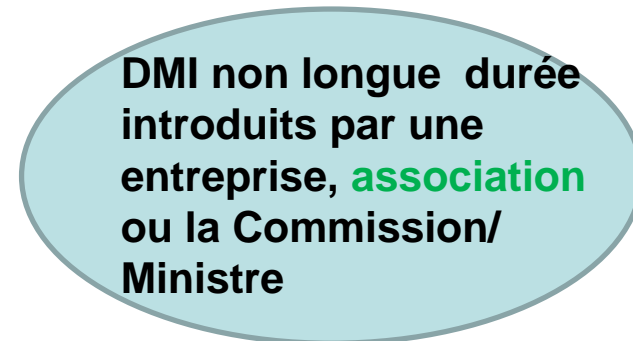 DMI non longue durée
introduits par une
entreprise, association
ou la Commission/
Ministre